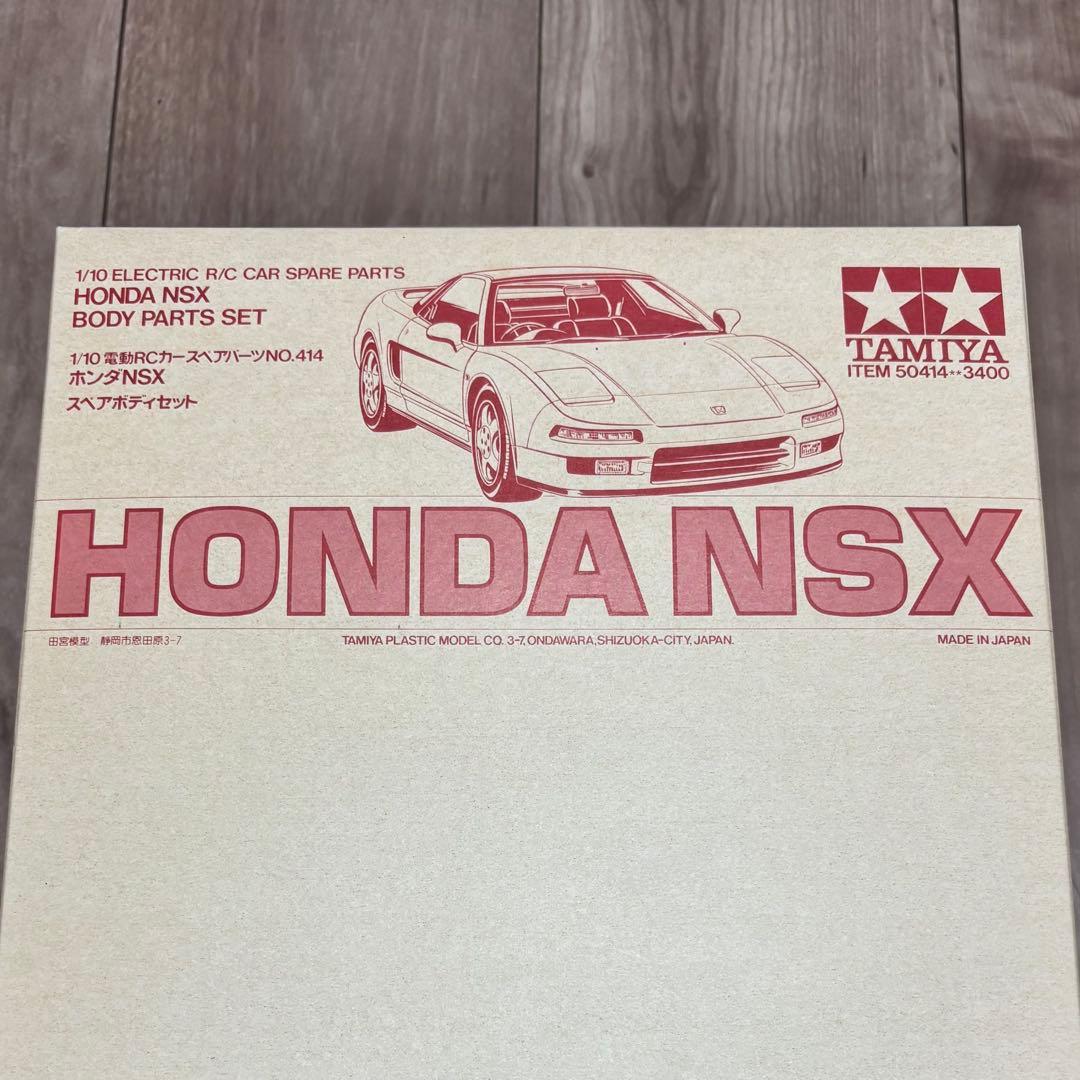 1/10 ELECTRIC R/C CAR SPARE PARTS
HONDA NSX
BODY PARTS SET
1/10 電動RCカースペアパーツNO.414
ホンダNSX
スペアボディセット
TAMIYA
ITEM 50414**3400
HONDA NSX
田宮模型 静岡市恩田原3-7
TAMIYA PLASTIC MODEL CO. 3-7, ONDAWARA, SHIZUOKA-CITY, JAPAN.
MADE IN JAPAN